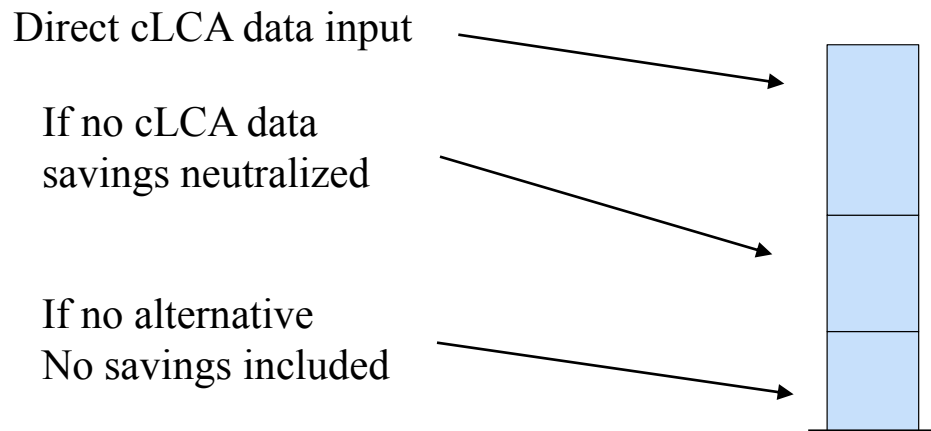 Direct cLCA data input
If no cLCA data
savings neutralized
If no alternative
No savings included